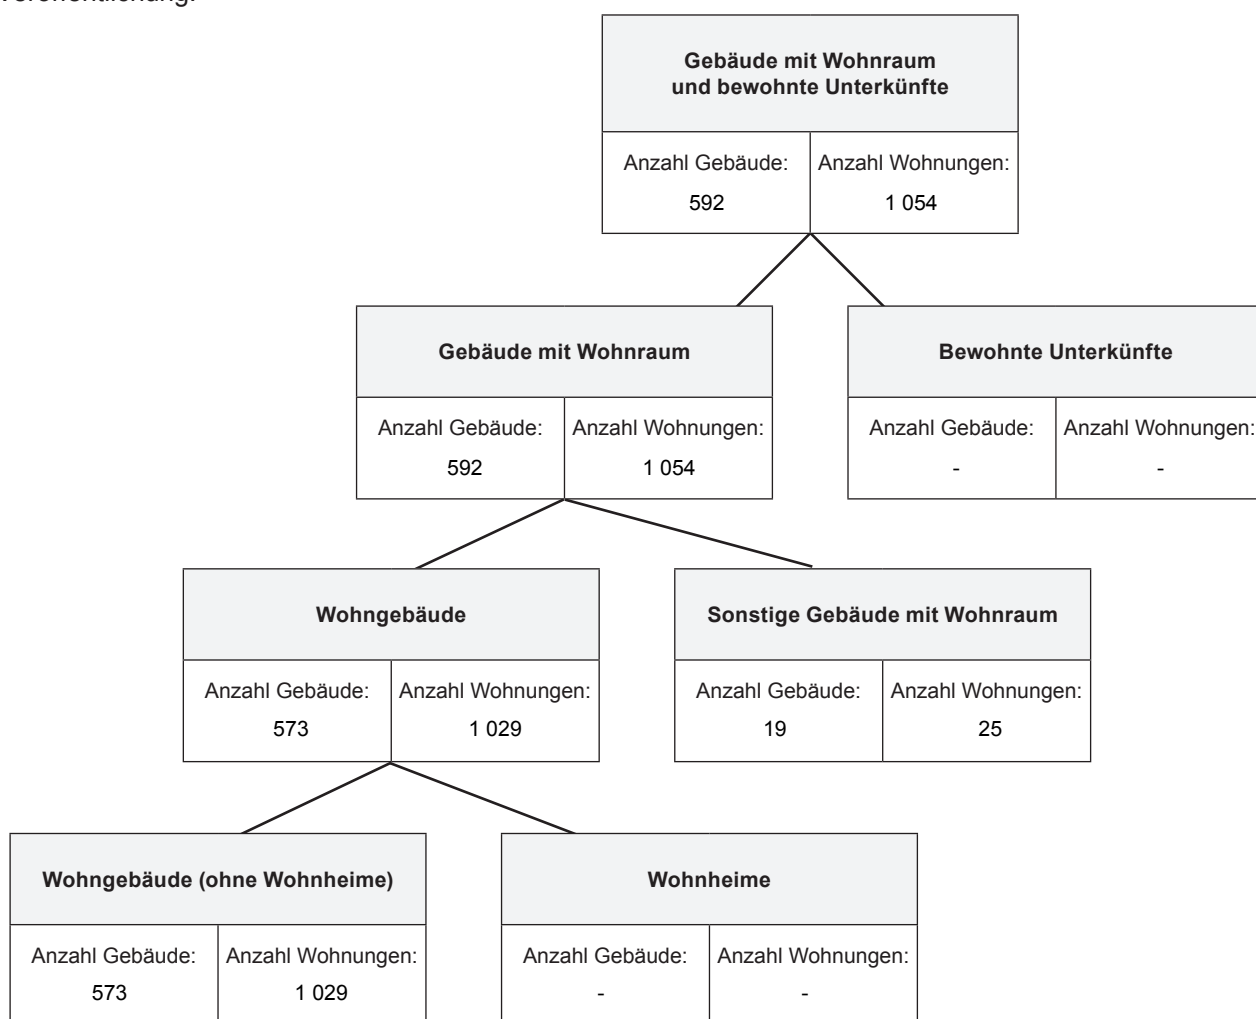 Veröffentlichung.
Gebäude mit Wohnraum
und bewohnte Unterkünfte
Anzahl Gebäude:
592
Anzahl Wohnungen:
1 054
Gebäude mit Wohnraum
Anzahl Gebäude:
592
Anzahl Wohnungen:
1 054
Bewohnte Unterkünfte
Anzahl Gebäude:
-
Anzahl Wohnungen:
-
Wohngebäude
Anzahl Gebäude:
573
Anzahl Wohnungen:
1 029
Sonstige Gebäude mit Wohnraum
Anzahl Gebäude:
19
Anzahl Wohnungen:
25
Wohngebäude (ohne Wohnheime)
Anzahl Gebäude:
573
Anzahl Wohnungen:
1 029
Wohnheime
Anzahl Gebäude:
-
Anzahl Wohnungen:
-